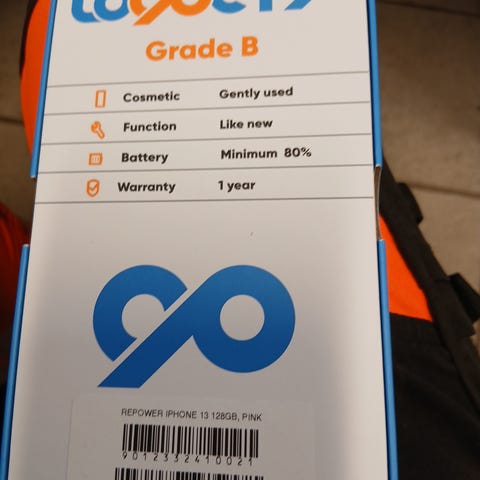 Grade B
Cosmetic Gently used
Function Like new
Battery Minimum 80%
Warranty 1 year
REPOWER IPHONE 13 128GB, PINK
9012332410021